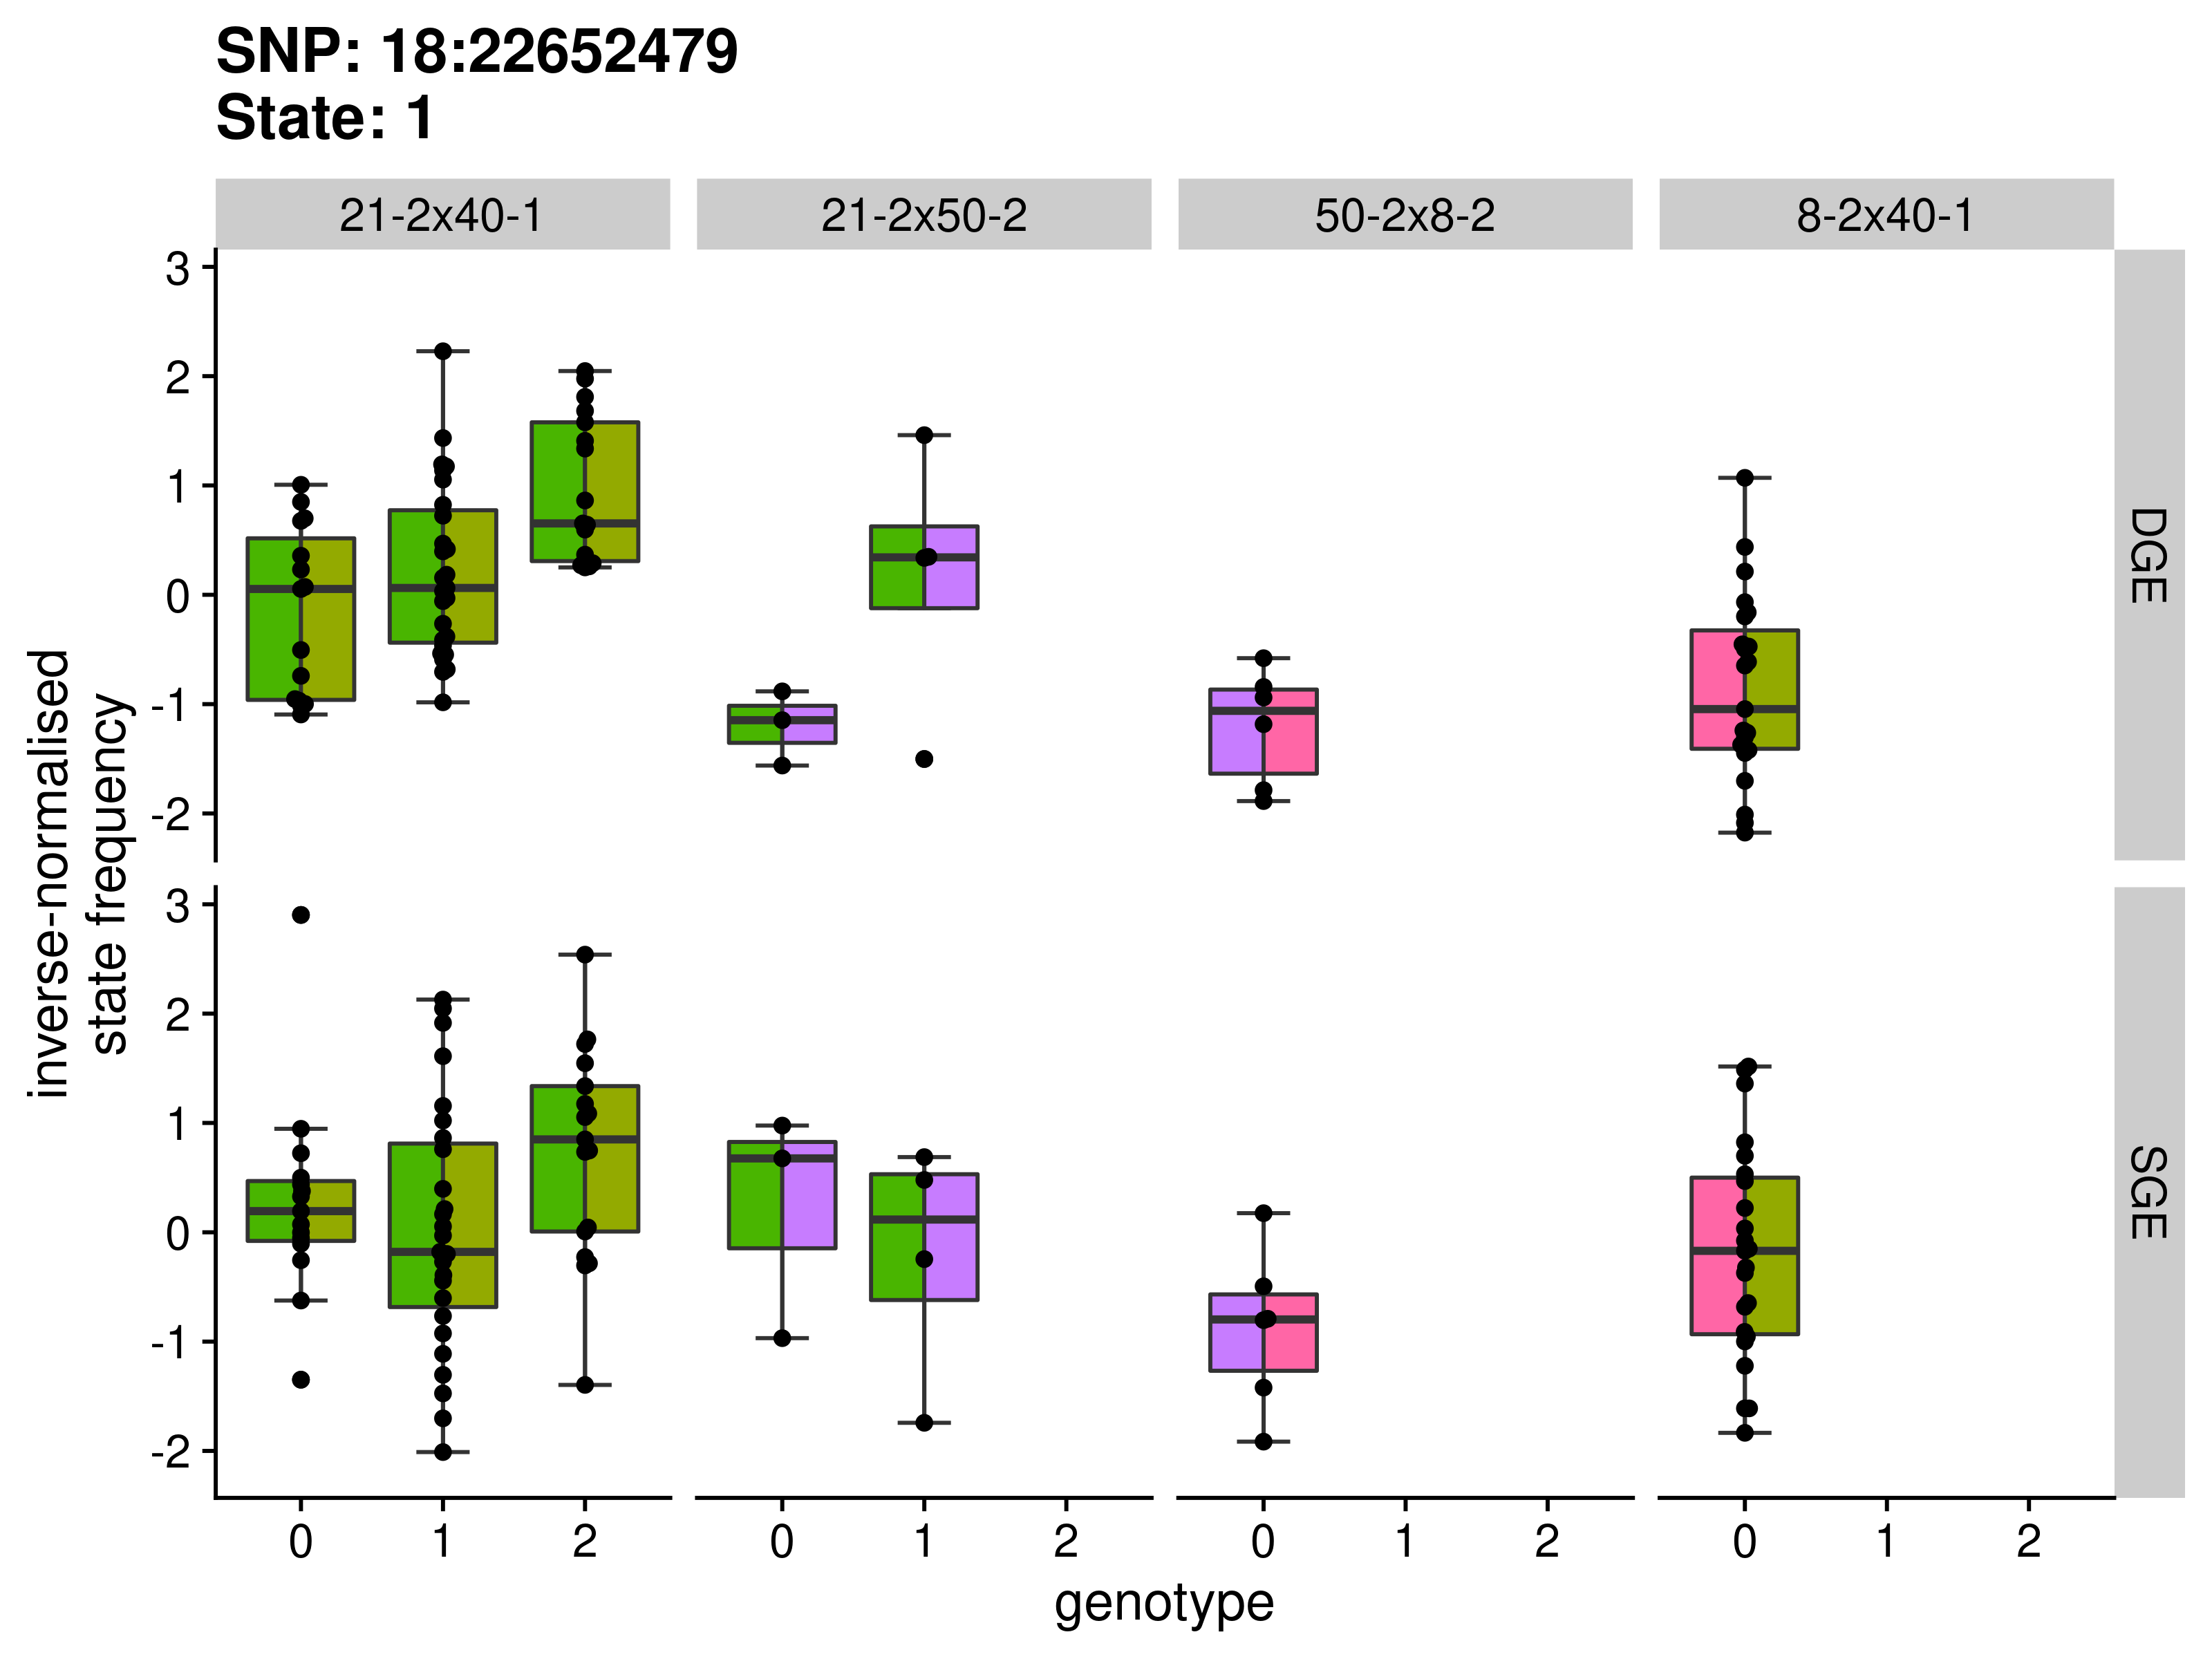 SNP: 18:22652479
State: 1
21-2x40-1
21-2x50-2
50-2x8-2
8-2x40-1
3
2
1
0
-1
-2
DGE
3
2
1
0
-1
-2
SGE
inverse-normalised
state frequency
0
1
2
0
1
2
0
1
2
0
1
2
genotype